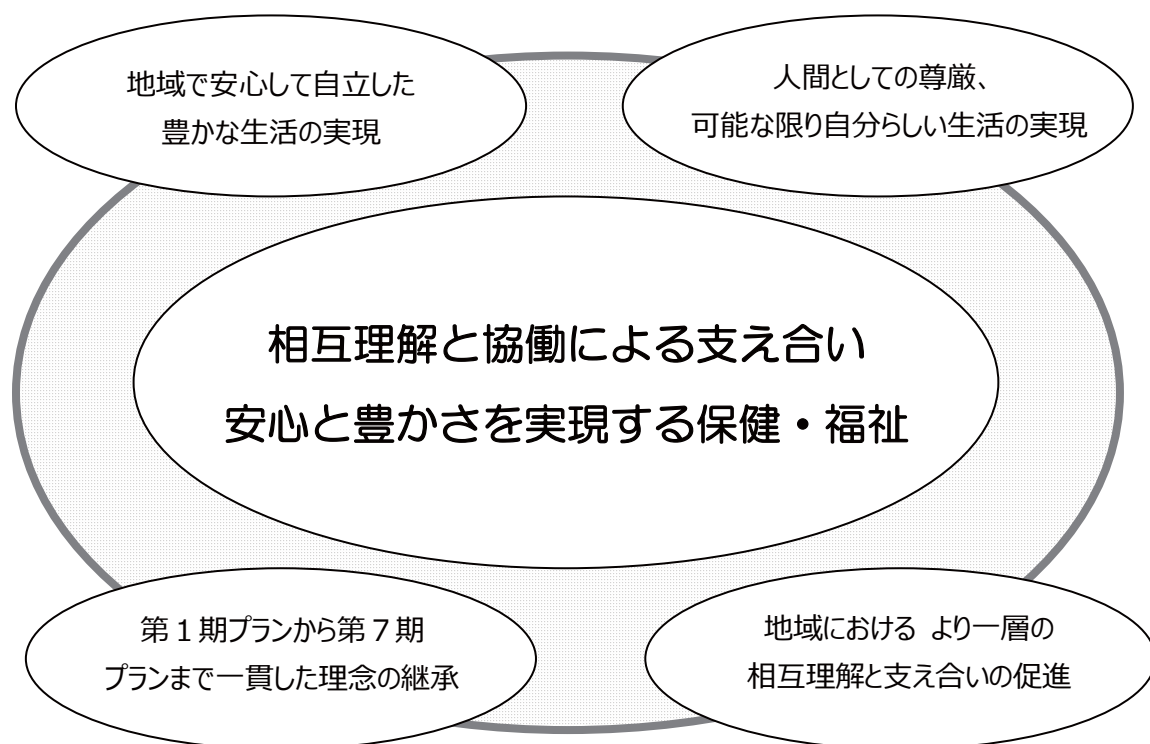 地域で安心して自立した
豊かな生活の実現
人間としての尊厳、
可能な限り自分らしい生活の実現
相互理解と協働による支え合い
安心と豊かさを実現する保健・福祉
第1期プランから第7期
プランまで一貫した理念の継承
地域における より一層の
相互理解と支え合いの促進